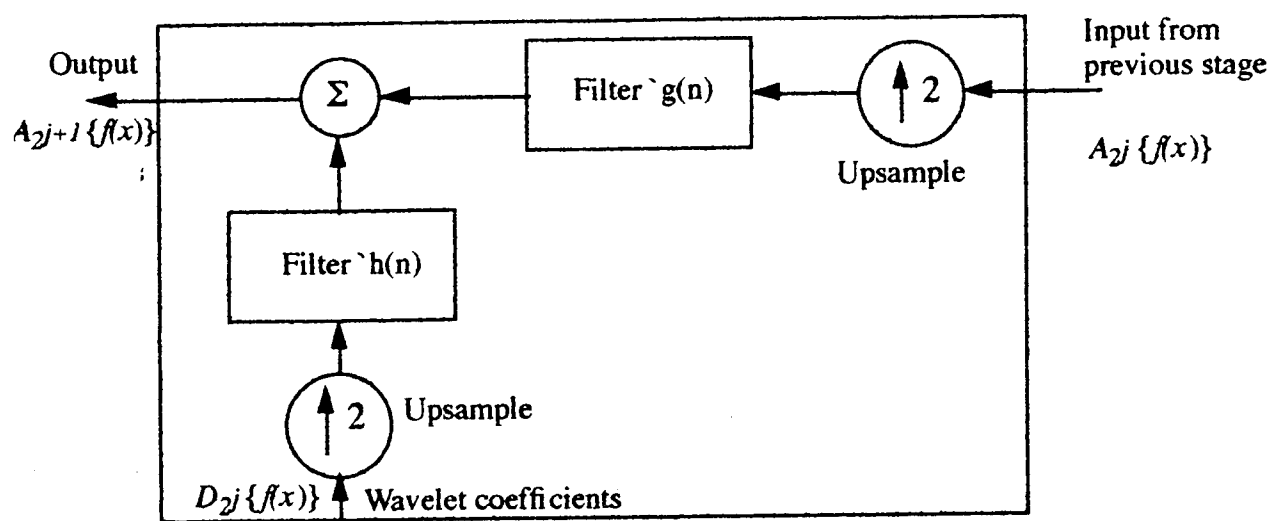 Input from
previous stage
Output
Σ
Filter `g(n)
↑ 2
A2j+1{f(x)}
A2j{f(x)}
Upsample
Filter `h(n)
↑ 2
Upsample
D2j{f(x)}
Wavelet coefficients